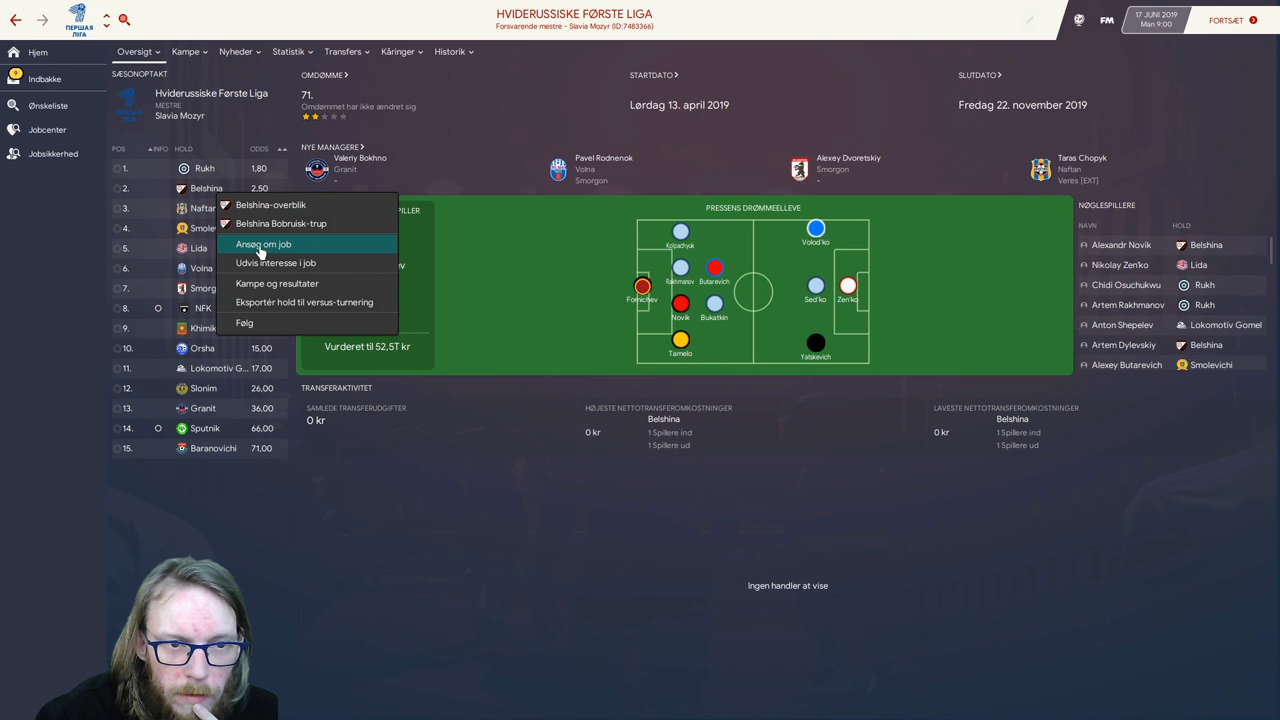 HVIDERUSSISKE FØRSTE LIGA
Forsvarende mestre - Slavia Mozyr (ID:7483366)
ПЕРШАЯ
ЛІГА
17 JUNI 2019
Man 9:00
FM
FORTSÆT
Hjem
Oversigt
Kampe
Nyheder
Statistik
Transfers
Kåringer
Historik
9
Indbakke
Ønskeliste
Jobcenter
Jobsikkerhed
SÆSONOPTAKT
Hviderussiske Første Liga
MESTRE
Slavia Mozyr
OMDØMME
71.
Omdømmet har ikke ændret sig
STARTDATO
Lørdag 13. april 2019
SLUTDATO
Fredag 22. november 2019
NYE MANAGERE
Valeriy Bokhno
Granit
-
Pavel Rodnenok
Volna
Smorgon
Alexey Dvoretskiy
Smorgon
-
Taras Chopyk
Naftan
Veres [EXT]
POS INFO HOLD ODDS
1. Rukh 1,80
2. Belshina 2,50
3. Naftan
4.
5. Lida
6. Volna
7. Smorg
8. NFK
9. Khimik
10. Orsha 15,00
11. Lokomotiv G... 17,00
12. Slonim 26,00
13. Granit 36,00
14. Sputnik 66,00
15. Baranovichi 71,00
Belshina-overblik
Belshina Bobruisk-trup
Ansøg om job
Udvis interesse i job
Kampe og resultater
Eksportér hold til versus-turnering
Følg
PILLER
ev
Vurderet til 52,5T kr
PRESSENS DRØMMEELLEVE
Kolpachyuk
Volod'ko
Rakhmanov
Butarevich
Fomichev
Sed'ko
Zen'ko
Novik
Bukatkin
Tamelo
Yatskevich
NØGLESPILLERE
NAVN HOLD
Alexandr Novik Belshina
Nikolay Zen'ko Lida
Chidi Osuchukwu Rukh
Artem Rakhmanov Rukh
Anton Shepelev Lokomotiv Gomel
Artem Dylevskiy Belshina
Alexey Butarevich Smolevichi
TRANSFERAKTIVITET
SAMLEDE TRANSFERUDGIFTER
0 kr
HØJESTE NETTOTRANSFEROMKOSTNINGER
Belshina
0 kr
1 Spillere ind
1 Spillere ud
LAVESTE NETTOTRANSFEROMKOSTNINGER
Belshina
0 kr
1 Spillere ind
1 Spillere ud
Ingen handler at vise